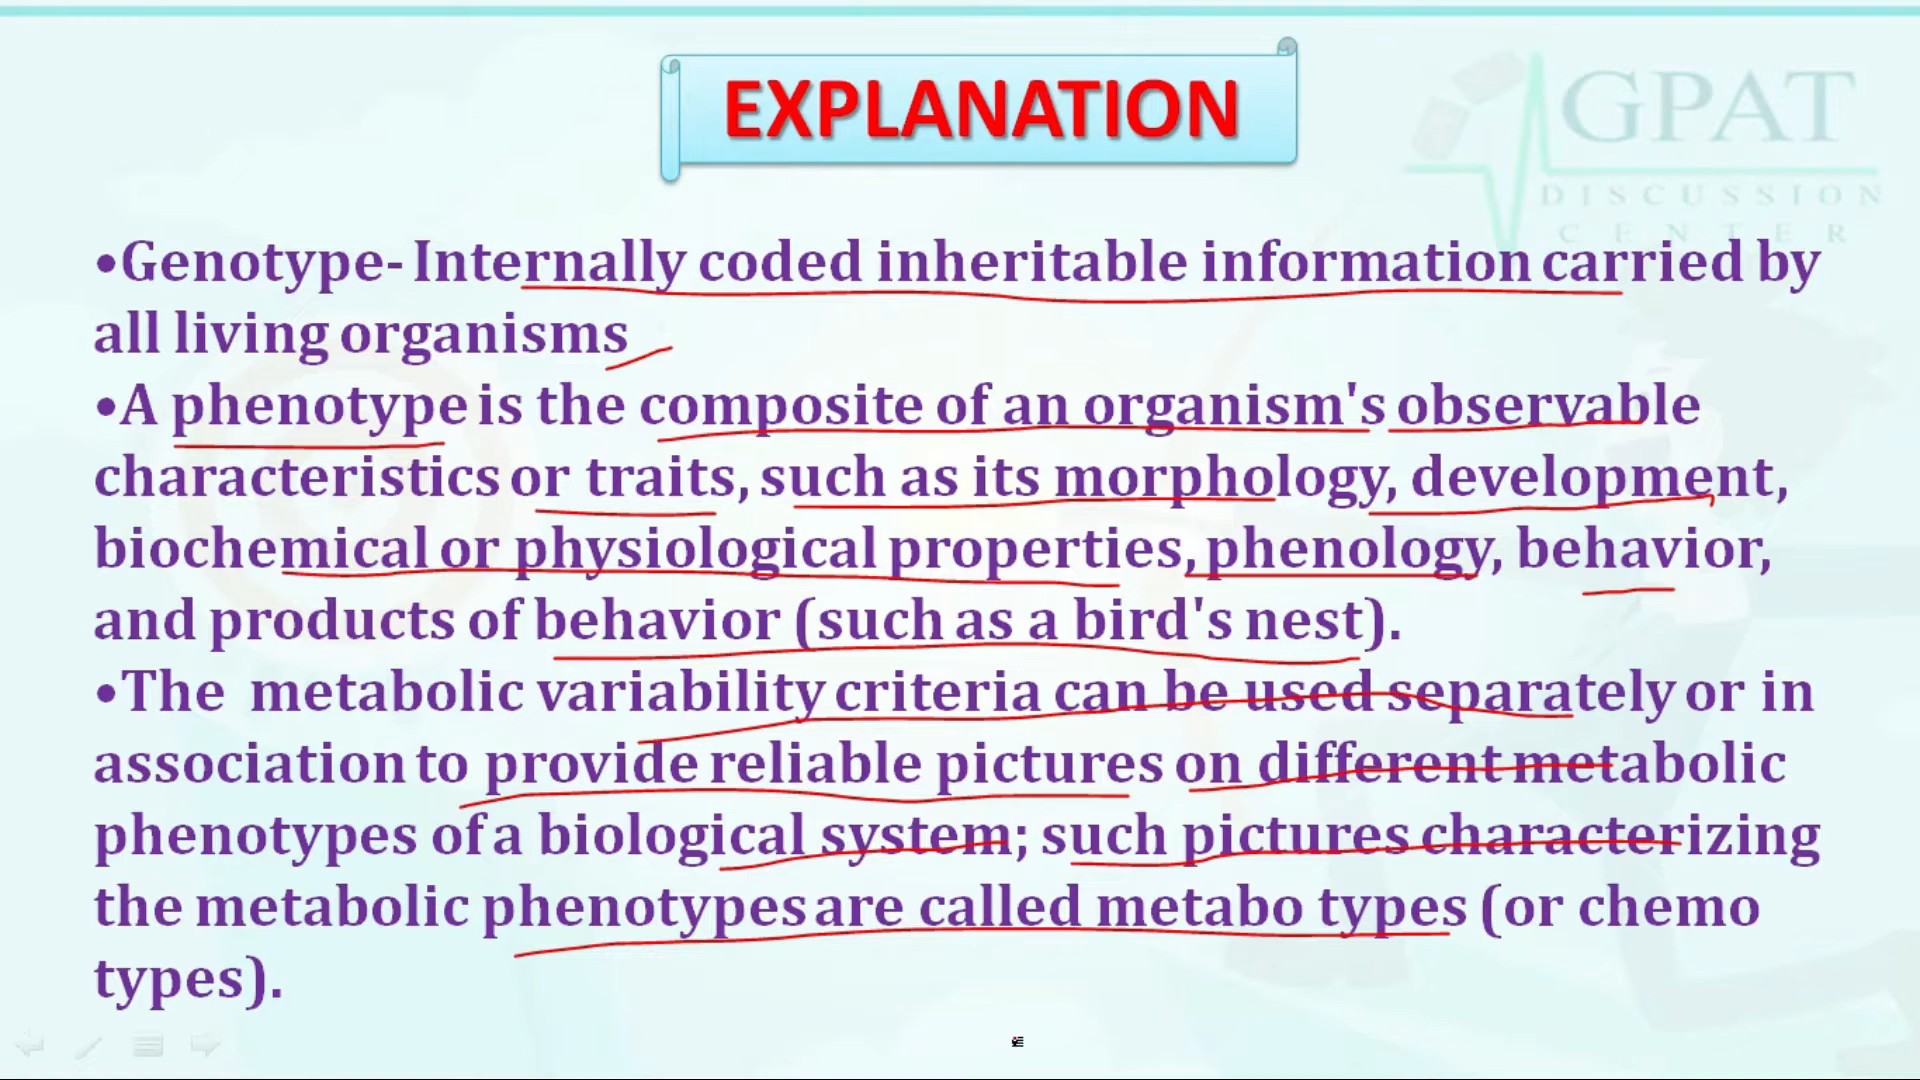 EXPLANATION
GPAT
DISCUSSION
CENTER
•Genotype- Internally coded inheritable information carried by
all living organisms
•A phenotype is the composite of an organism's observable
characteristics or traits, such as its morphology, development,
biochemical or physiological properties, phenology, behavior,
and products of behavior (such as a bird's nest).
•The metabolic variability criteria can be used separately or in
association to provide reliable pictures on different metabolic
phenotypes of a biological system; such pictures characterizing
the metabolic phenotypes are called metabo types (or chemo
types).